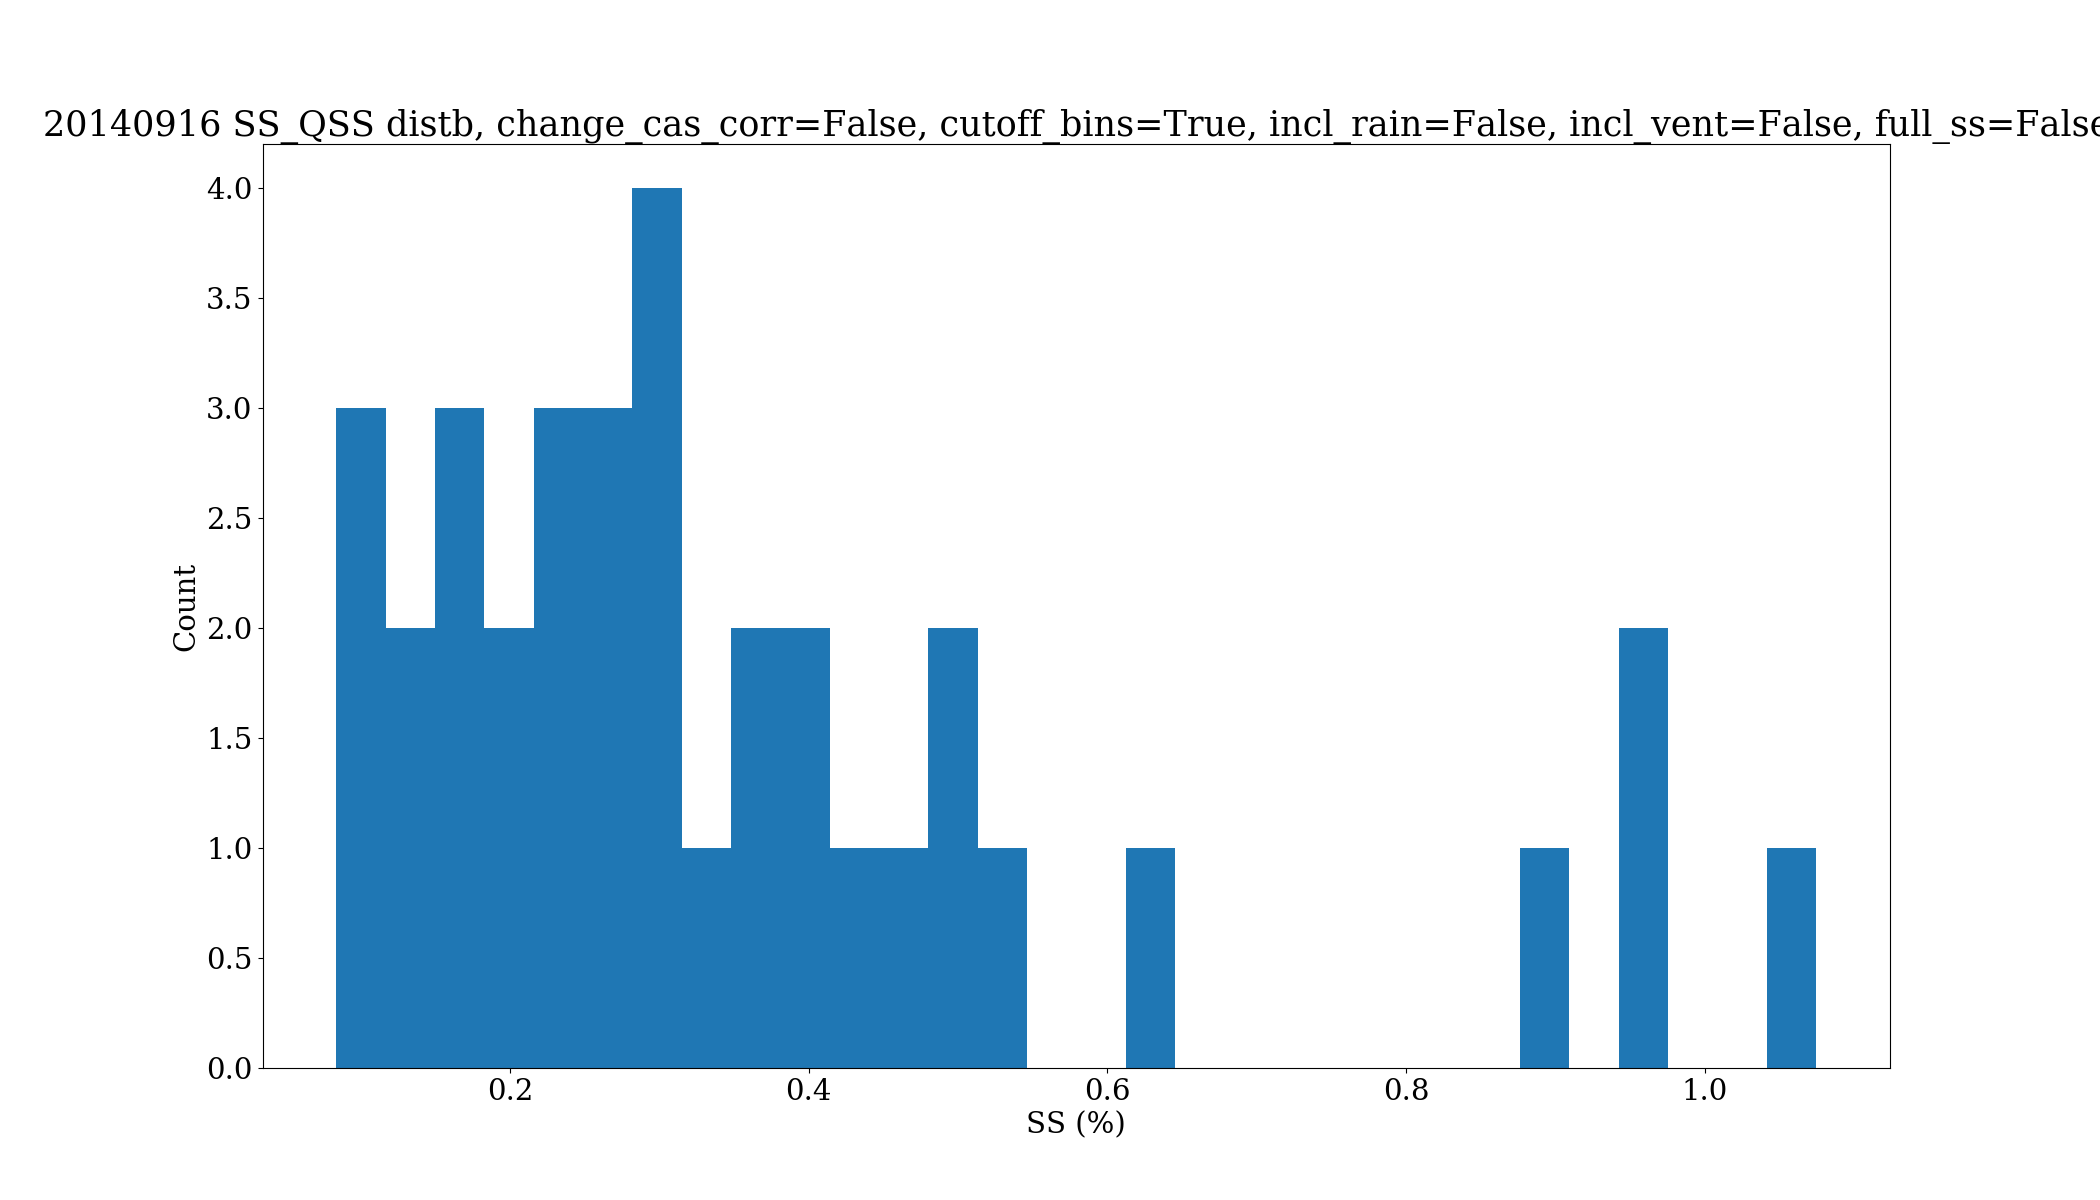 20140916 SS_QSS distb, change_cas_corr=False, cutoff_bins=True, incl_rain=False, incl_vent=False, full_ss=False
4.0
3.5
3.0
2.5
2.0
1.5
1.0
0.5
0.0
Count
0.2 0.4 0.6 0.8 1.0
SS (%)